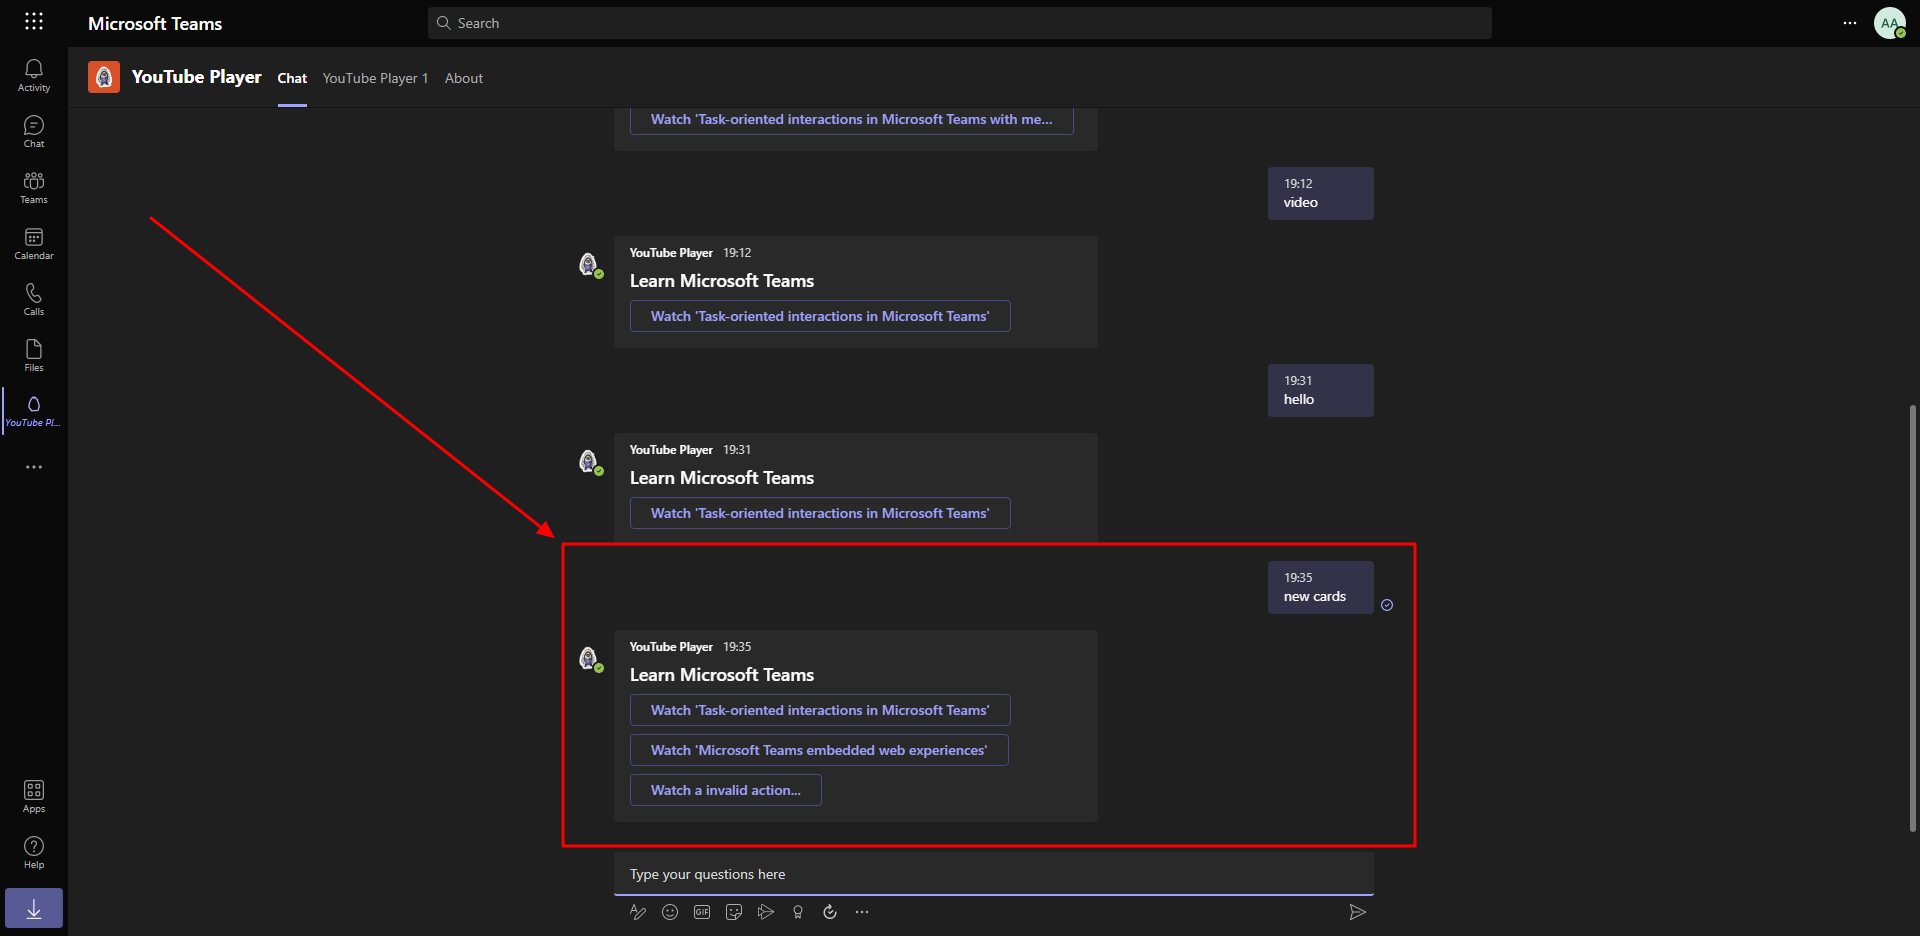 Microsoft Teams
Search
AA
Activity
Chat
Teams
Calendar
Calls
Files
YouTube Pl...
Apps
Help
YouTube Player
Chat
YouTube Player 1
About
Watch 'Task-oriented interactions in Microsoft Teams with me...
19:12
video
YouTube Player 19:12
Learn Microsoft Teams
Watch 'Task-oriented interactions in Microsoft Teams'
19:31
hello
YouTube Player 19:31
Learn Microsoft Teams
Watch 'Task-oriented interactions in Microsoft Teams'
19:35
new cards
YouTube Player 19:35
Learn Microsoft Teams
Watch 'Task-oriented interactions in Microsoft Teams'
Watch 'Microsoft Teams embedded web experiences'
Watch a invalid action...
Type your questions here
GIF